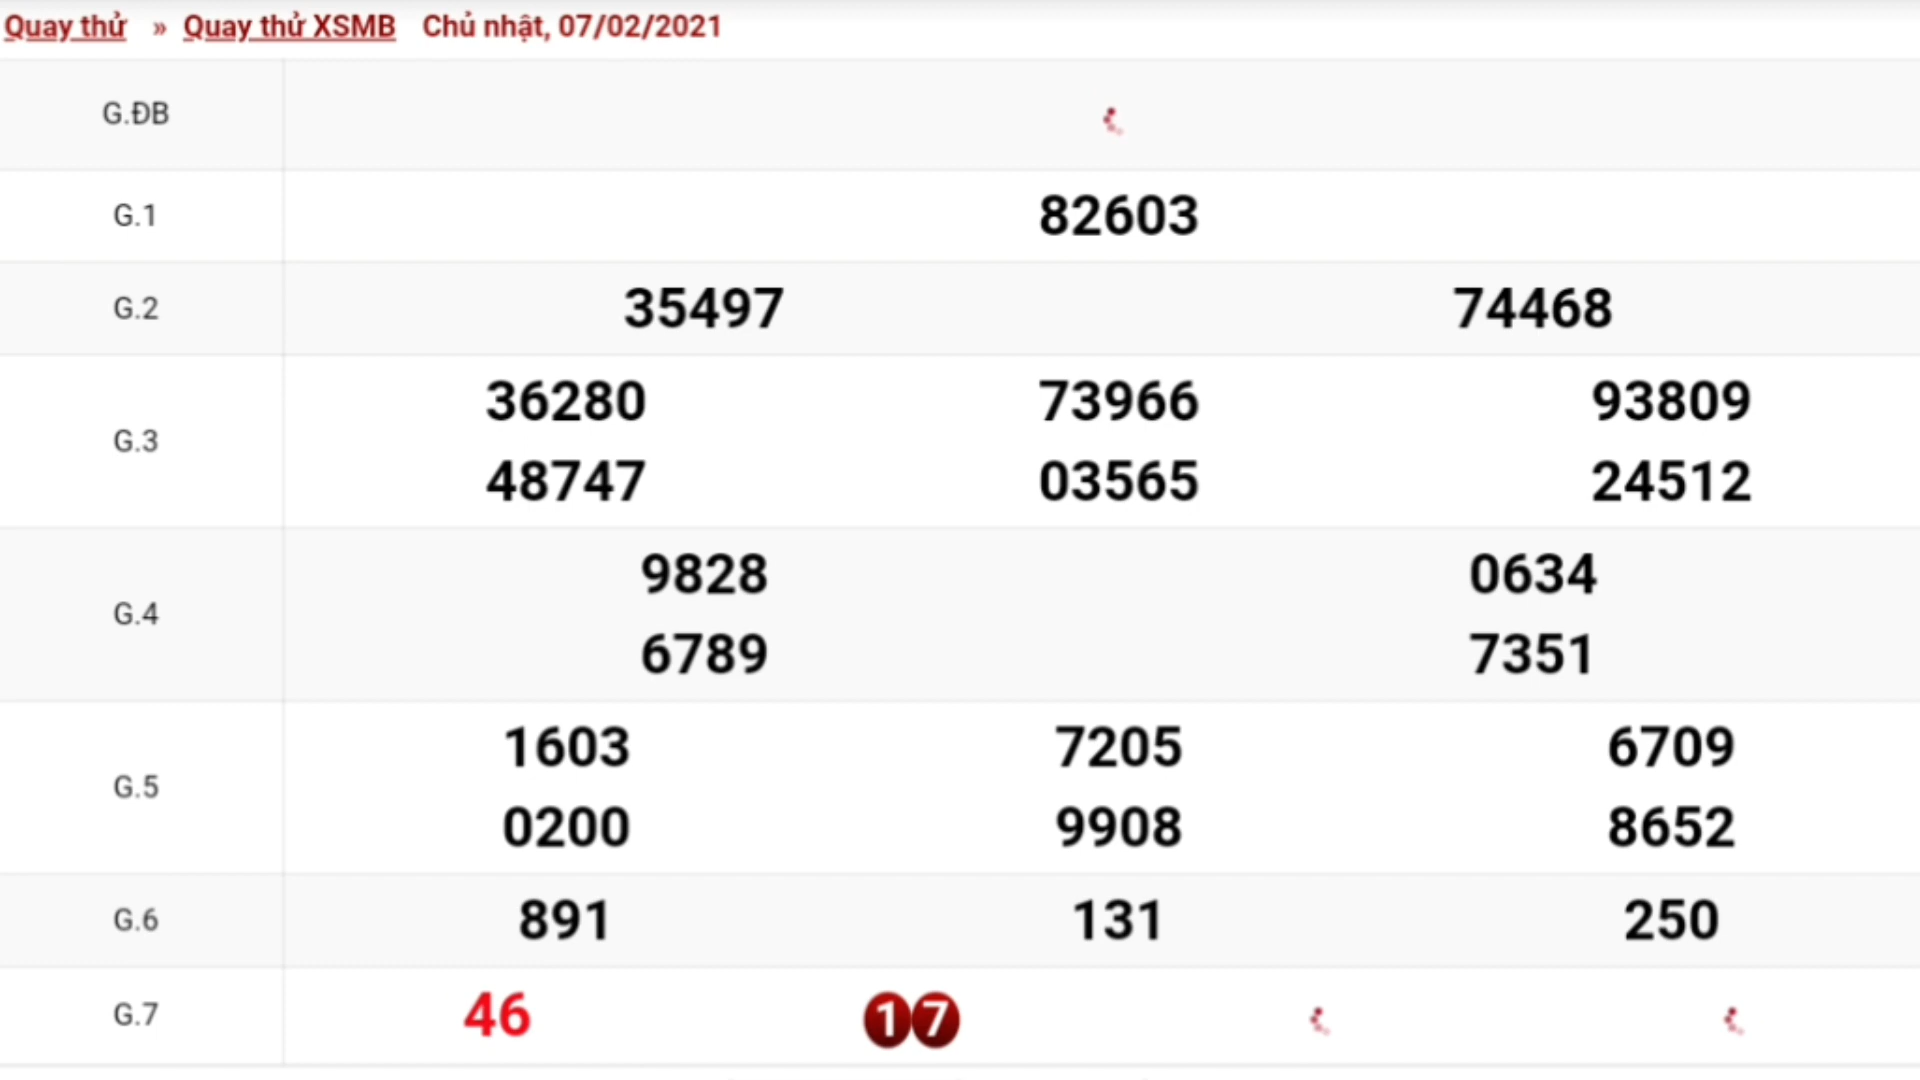 Quay thử » Quay thử XSMB Chủ nhật, 07/02/2021
G.ĐB
G.1 82603
G.2 35497 74468
G.3 36280 73966 93809
48747 03565 24512
G.4 9828 0634
6789 7351
G.5 1603 7205 6709
0200 9908 8652
G.6 891 131 250
G.7 46 17